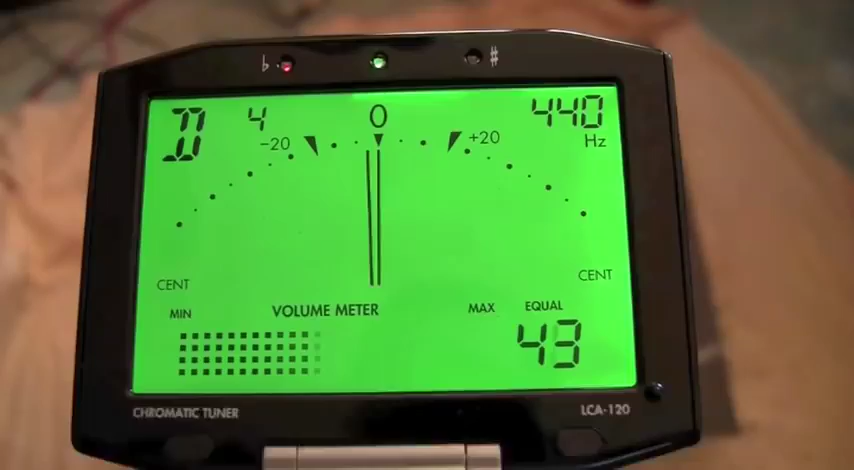 ♭ ♯
D 4 0 440
-20 +20 Hz
CENT CENT
MIN VOLUME METER MAX EQUAL
43
CHROMATIC TUNER LCA-120